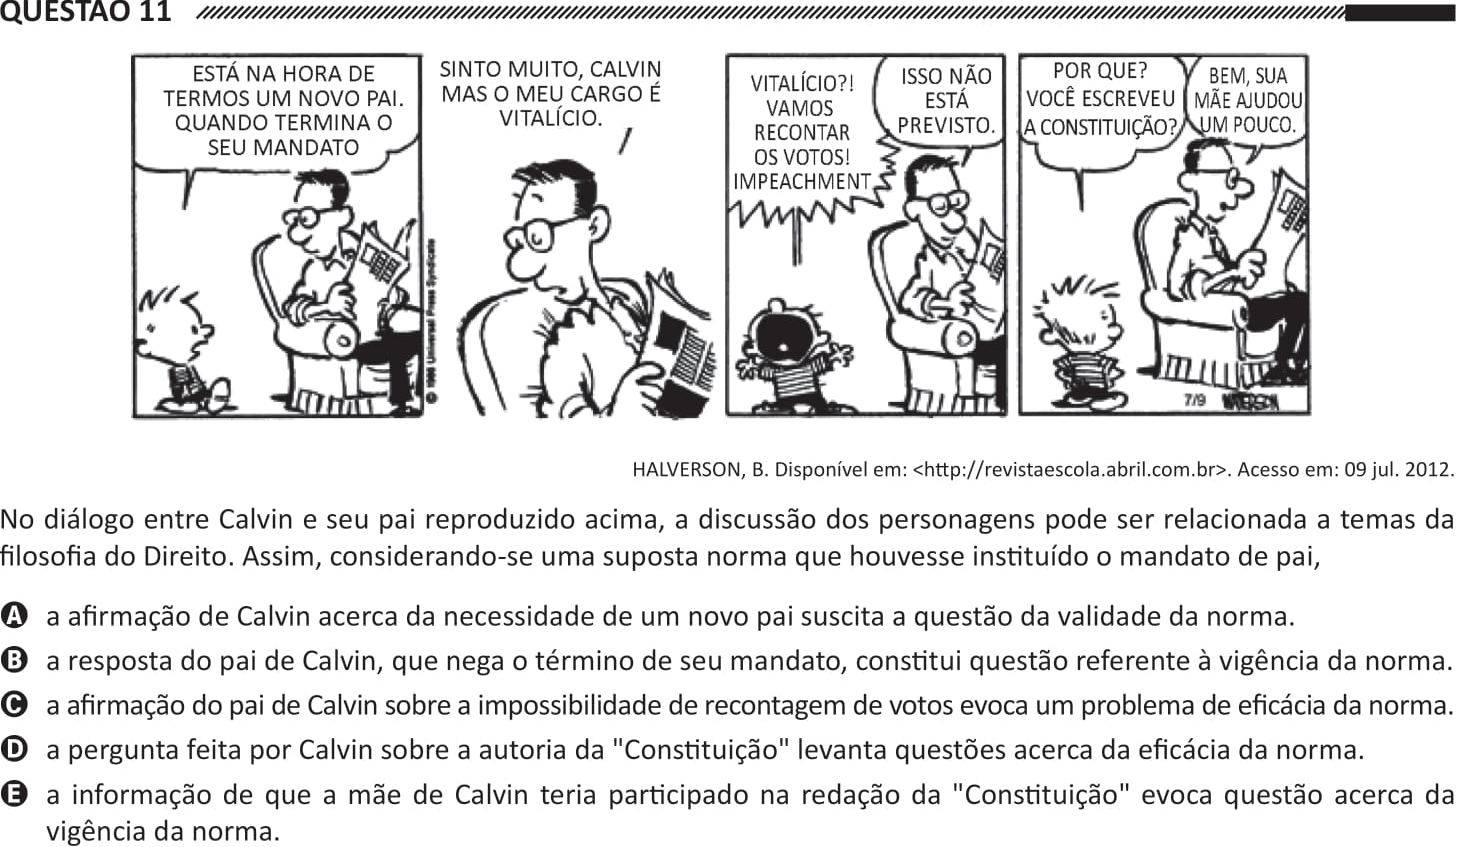 QUESTÃO 11
ESTÁ NA HORA DE
TERMOS UM NOVO PAI.
QUANDO TERMINA O
SEU MANDATO
SINTO MUITO, CALVIN
MAS O MEU CARGO É
VITALÍCIO.
VITALÍCIO?!
VAMOS
RECONTAR
OS VOTOS!
IMPEACHMENT
ISSO NÃO
ESTÁ
PREVISTO.
POR QUE?
VOCÊ ESCREVEU
A CONSTITUIÇÃO?
BEM, SUA
MÃE AJUDOU
UM POUCO.
© 1986 Universal Press Syndicate
7/9 WATERSON
HALVERSON, B. Disponível em: <http://revistaescola.abril.com.br>. Acesso em: 09 jul. 2012.
No diálogo entre Calvin e seu pai reproduzido acima, a discussão dos personagens pode ser relacionada a temas da
filosofia do Direito. Assim, considerando-se uma suposta norma que houvesse instituído o mandato de pai,
A a afirmação de Calvin acerca da necessidade de um novo pai suscita a questão da validade da norma.
B a resposta do pai de Calvin, que nega o término de seu mandato, constitui questão referente à vigência da norma.
C a afirmação do pai de Calvin sobre a impossibilidade de recontagem de votos evoca um problema de eficácia da norma.
D a pergunta feita por Calvin sobre a autoria da "Constituição" levanta questões acerca da eficácia da norma.
E a informação de que a mãe de Calvin teria participado na redação da "Constituição" evoca questão acerca da
vigência da norma.